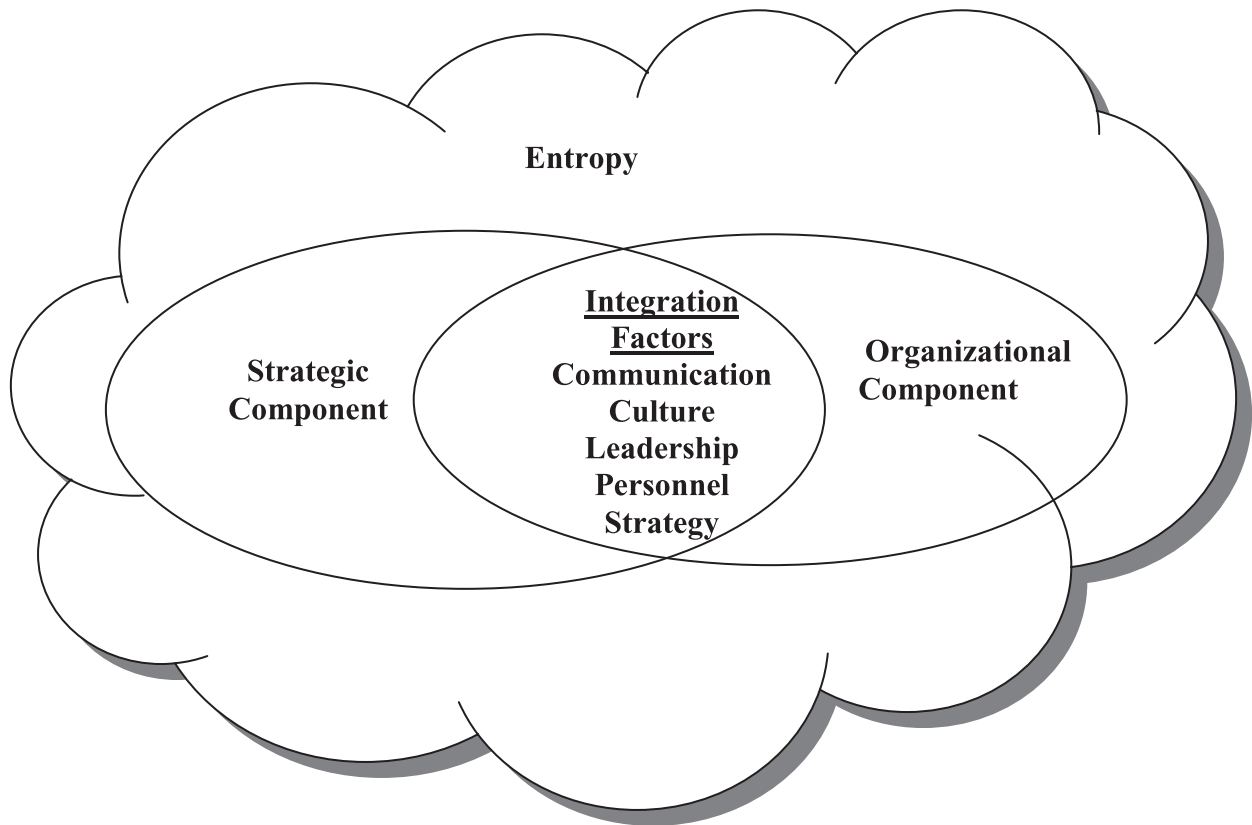 Entropy
Strategic
Component
Integration
Factors
Communication
Culture
Leadership
Personnel
Strategy
Organizational
Component